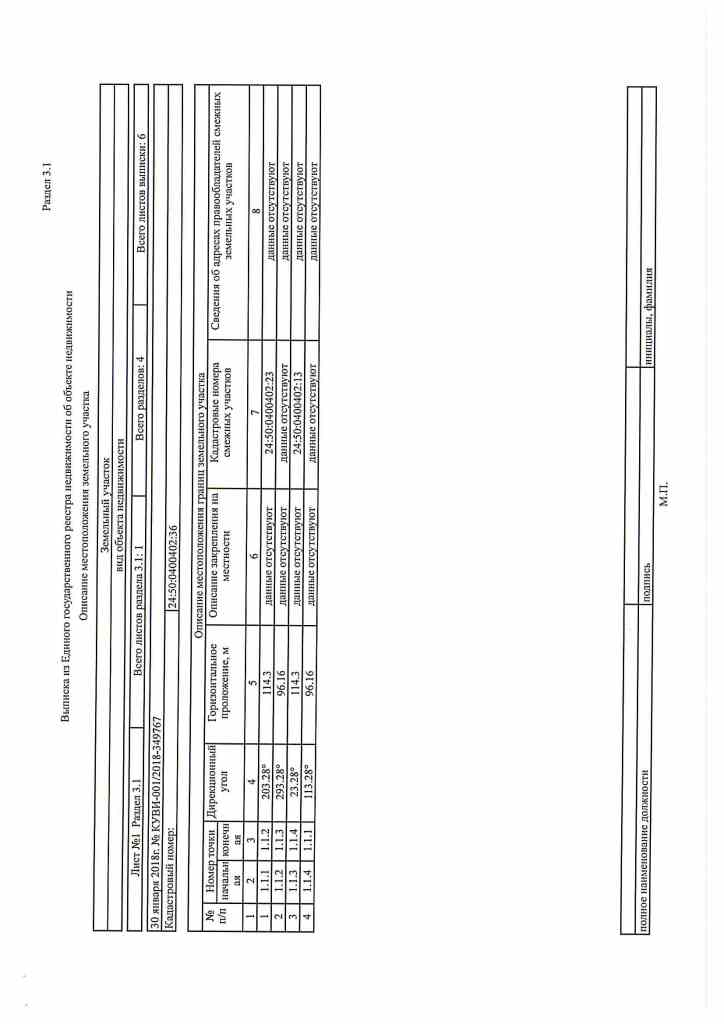 Раздел 3.1
Выписка из Единого государственного реестра недвижимости об объекте недвижимости
Описание местоположения земельного участка
Земельный участок
вид объекта недвижимости
Лист №1 Раздел 3.1 Всего листов раздела 3.1: 1 Всего разделов: 4 Всего листов выписки: 6
30 января 2018г. № КУВИ-001/2018-349767
Кадастровый номер: 24:50:0400402:36
Описание местоположения границ земельного участка
№ Номер точки Дирекционный Горизонтальное Описание закрепления на Кадастровые номера Сведения об адресах правообладателей смежных
п/п начальн конечн угол проложение, м местности смежных участков земельных участков
ая ая
1 2 3 4 5 6 7 8
1 1.1.1 1.1.2 203.28° 114.3 данные отсутствуют 24:50:0400402:23 данные отсутствуют
2 1.1.2 1.1.3 293.28° 96.16 данные отсутствуют данные отсутствуют данные отсутствуют
3 1.1.3 1.1.4 23.28° 114.3 данные отсутствуют 24:50:0400402:13 данные отсутствуют
4 1.1.4 1.1.1 113.28° 96.16 данные отсутствуют данные отсутствуют данные отсутствуют
полное наименование должности подпись инициалы, фамилия
М.П.